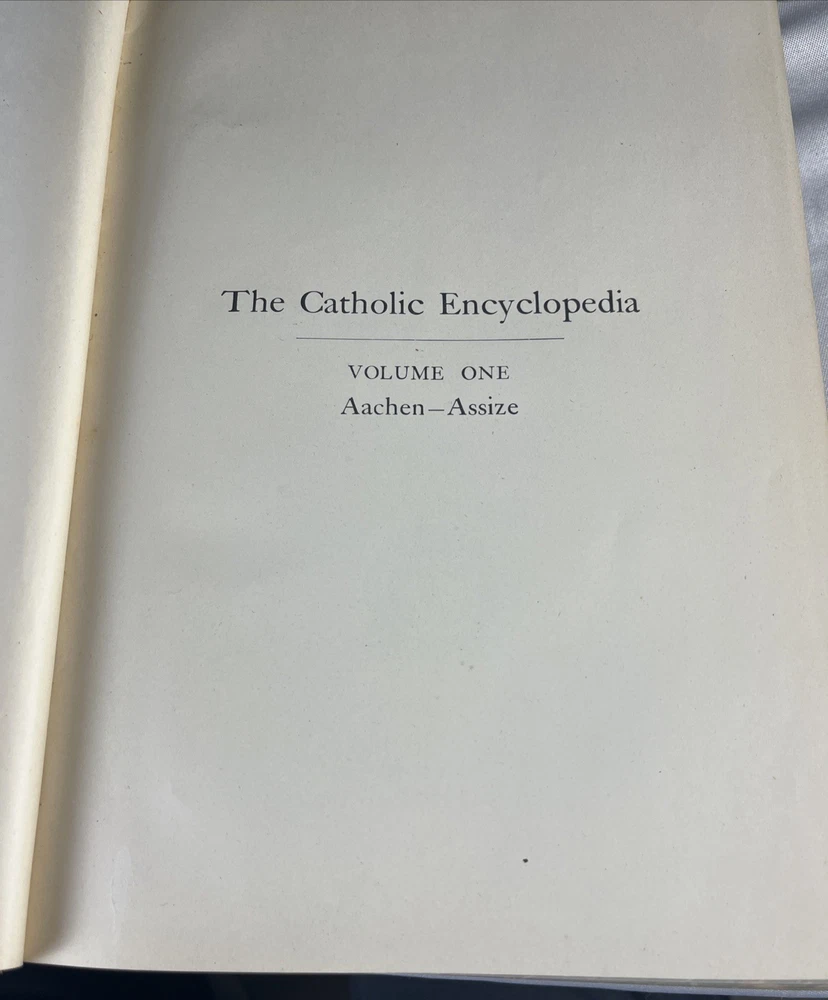 The Catholic Encyclopedia
VOLUME ONE
Aachen—Assize